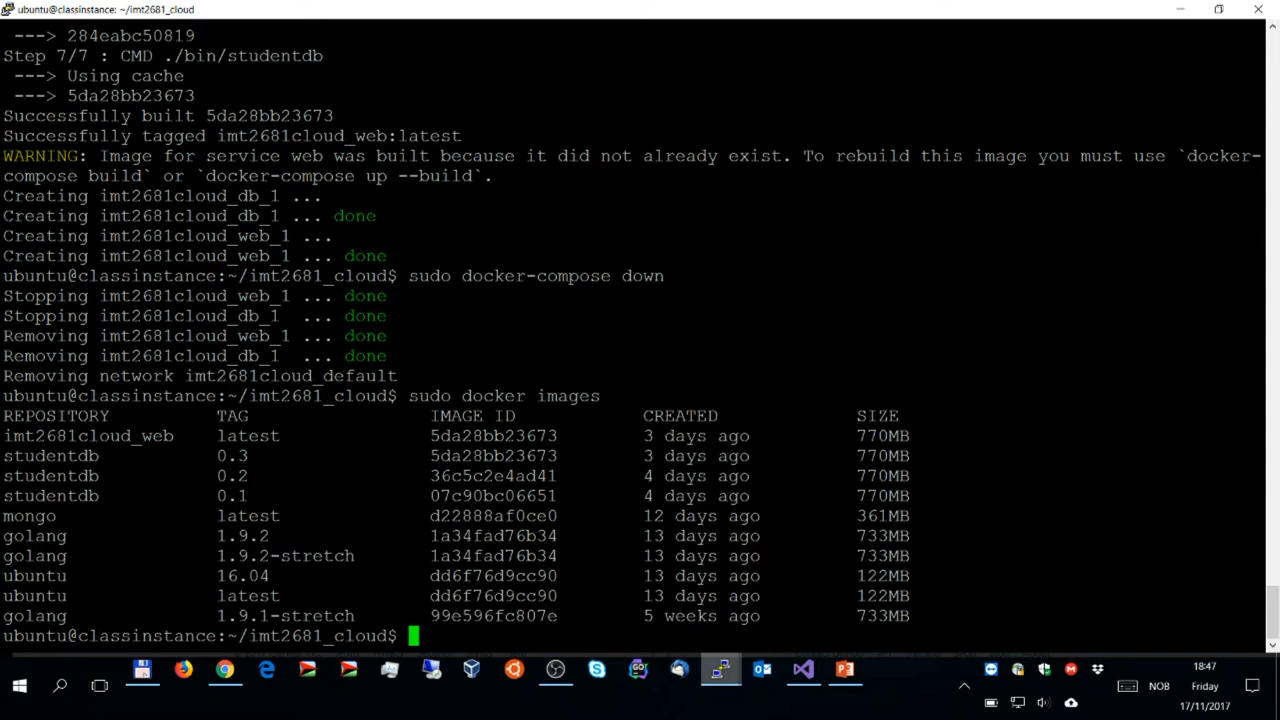 ubuntu@classinstance: ~/imt2681_cloud
---> 284eabc50819
Step 7/7 : CMD ./bin/studentdb
---> Using cache
---> 5da28bb23673
Successfully built 5da28bb23673
Successfully tagged imt2681cloud_web:latest
WARNING: Image for service web was built because it did not already exist. To rebuild this image you must use `docker-
compose build` or `docker-compose up --build`.
Creating imt2681cloud_db_1 ...
Creating imt2681cloud_db_1 ... done
Creating imt2681cloud_web_1 ...
Creating imt2681cloud_web_1 ... done
ubuntu@classinstance:~/imt2681_cloud$ sudo docker-compose down
Stopping imt2681cloud_web_1 ... done
Stopping imt2681cloud_db_1  ... done
Removing imt2681cloud_web_1 ... done
Removing imt2681cloud_db_1  ... done
Removing network imt2681cloud_default
ubuntu@classinstance:~/imt2681_cloud$ sudo docker images
REPOSITORY TAG IMAGE ID CREATED SIZE
imt2681cloud_web latest 5da28bb23673 3 days ago 770MB
studentdb 0.3 5da28bb23673 3 days ago 770MB
studentdb 0.2 36c5c2e4ad41 4 days ago 770MB
studentdb 0.1 07c90bc06651 4 days ago 770MB
mongo latest d22888af0ce0 12 days ago 361MB
golang 1.9.2 1a34fad76b34 13 days ago 733MB
golang 1.9.2-stretch 1a34fad76b34 13 days ago 733MB
ubuntu 16.04 dd6f76d9cc90 13 days ago 122MB
ubuntu latest dd6f76d9cc90 13 days ago 122MB
golang 1.9.1-stretch 99e596fc807e 5 weeks ago 733MB
ubuntu@classinstance:~/imt2681_cloud$
18:47
NOB Friday
17/11/2017